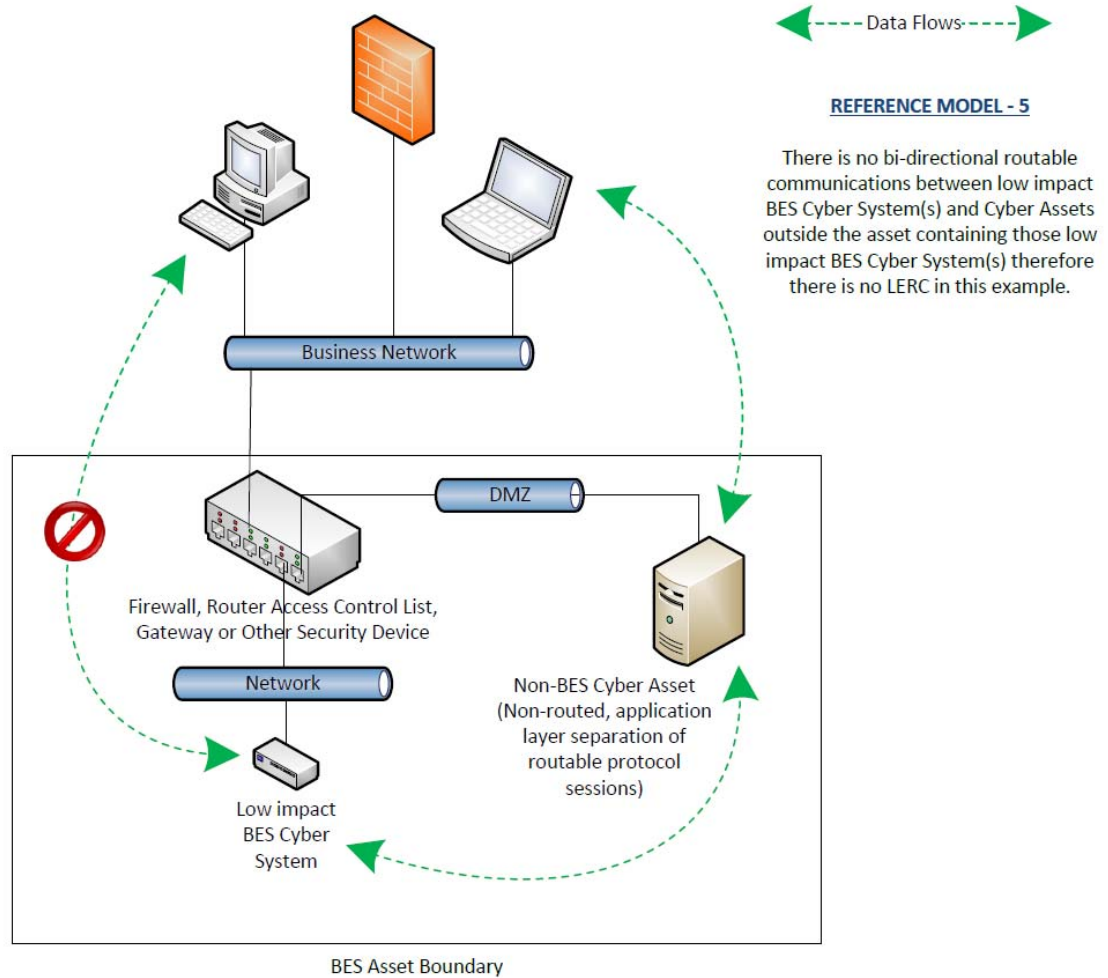 Data Flows
REFERENCE MODEL - 5
There is no bi-directional routable
communications between low impact
BES Cyber System(s) and Cyber Assets
outside the asset containing those low
impact BES Cyber System(s) therefore
there is no LERC in this example.
Business Network
DMZ
Firewall, Router Access Control List,
Gateway or Other Security Device
Network
Non-BES Cyber Asset
(Non-routed, application
layer separation of
routable protocol
sessions)
Low impact
BES Cyber
System
BES Asset Boundary